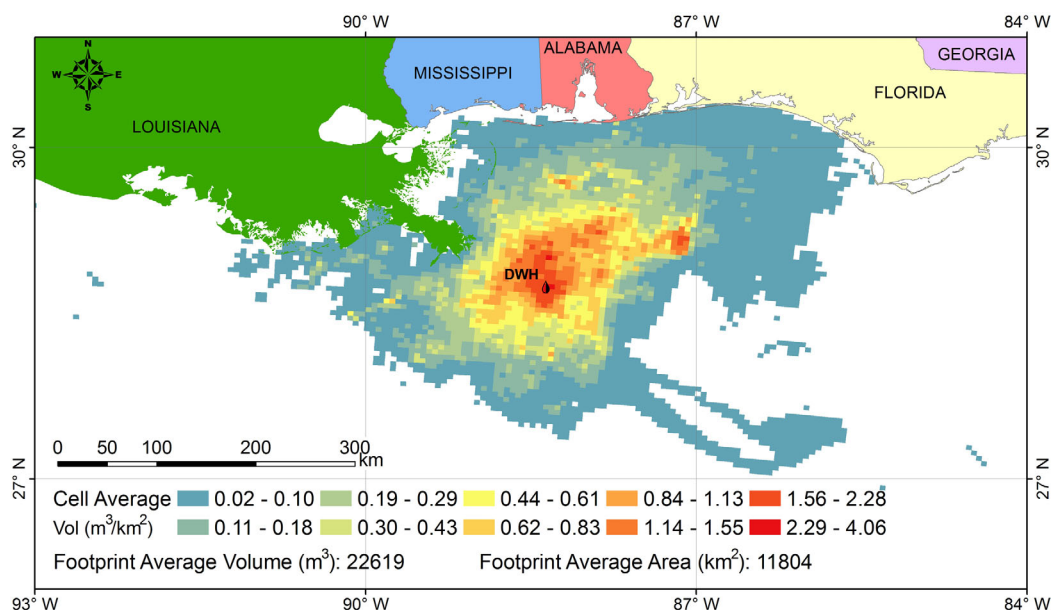 90° W 87° W 84° W
N
W E
S
ALABAMA
GEORGIA
MISSISSIPPI
FLORIDA
LOUISIANA
30° N 30° N
DWH
0 50 100 200 300
km
27° N 27° N
Cell Average 0.02 - 0.10 0.19 - 0.29 0.44 - 0.61 0.84 - 1.13 1.56 - 2.28
Vol (m³/km²) 0.11 - 0.18 0.30 - 0.43 0.62 - 0.83 1.14 - 1.55 2.29 - 4.06
Footprint Average Volume (m³): 22619 Footprint Average Area (km²): 11804
93° W 90° W 87° W 84° W